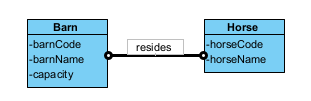 Barn
-barnCode
-barnName
-capacity
resides
Horse
-horseCode
-horseName